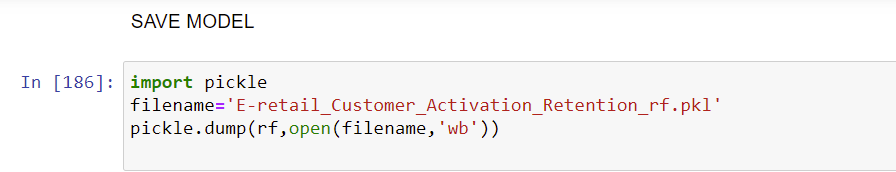 SAVE MODEL
In [186]: import pickle
filename='E-retail_Customer_Activation_Retention_rf.pkl'
pickle.dump(rf,open(filename,'wb'))